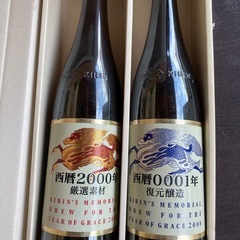 KIRIN
西暦2000年
厳選素材
KIRIN'S MEMORIAL
BREW FOR THE
YEAR OF GRACE 2000
KIRIN
西暦0001年
復元醸造
KIRIN'S MEMORIAL
BREW FOR THE
YEAR OF GRACE 2000